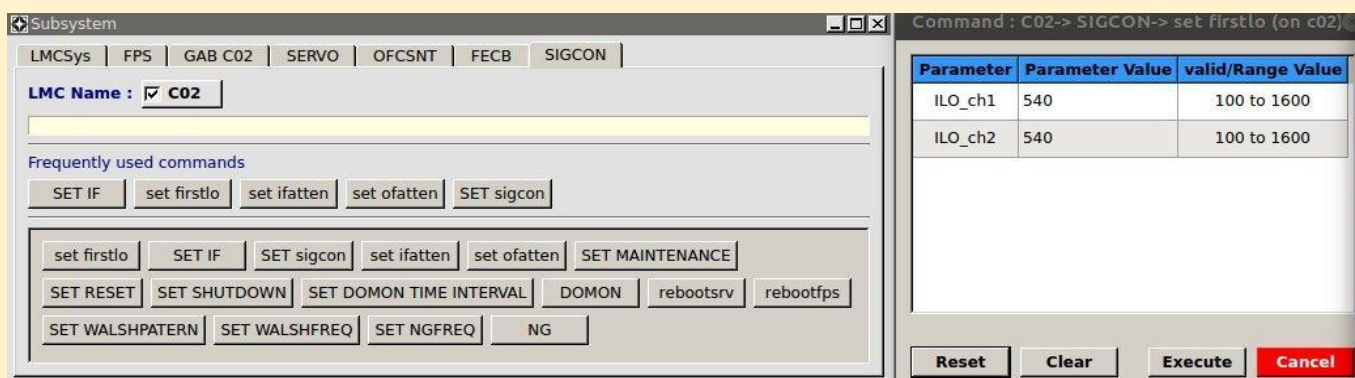 Subsystem
LMCSys FPS GAB C02 SERVO OFCSNT FECB SIGCON
LMC Name : C02
Frequently used commands
SET IF set firstlo set ifatten set ofatten SET sigcon
set firstlo SET IF SET sigcon set ifatten set ofatten SET MAINTENANCE
SET RESET SET SHUTDOWN SET DOMON TIME INTERVAL DOMON rebootsrv rebootfps
SET WALSHPATERN SET WALSHFREQ SET NGFREQ NG
Command : C02-> SIGCON-> set firstlo (on c02)
Parameter Parameter Value valid/Range Value
ILO_ch1 540 100 to 1600
ILO_ch2 540 100 to 1600
Reset Clear Execute Cancel